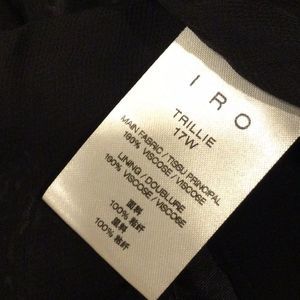 IRO
TRILLIE
17W
MAIN FABRIC / TISSU PRINCIPAL
100% VISCOSE / VISCOSE
LINING / DOUBLURE
100% VISCOSE / VISCOSE
面料
100% 粘纤
里料
100% 粘纤